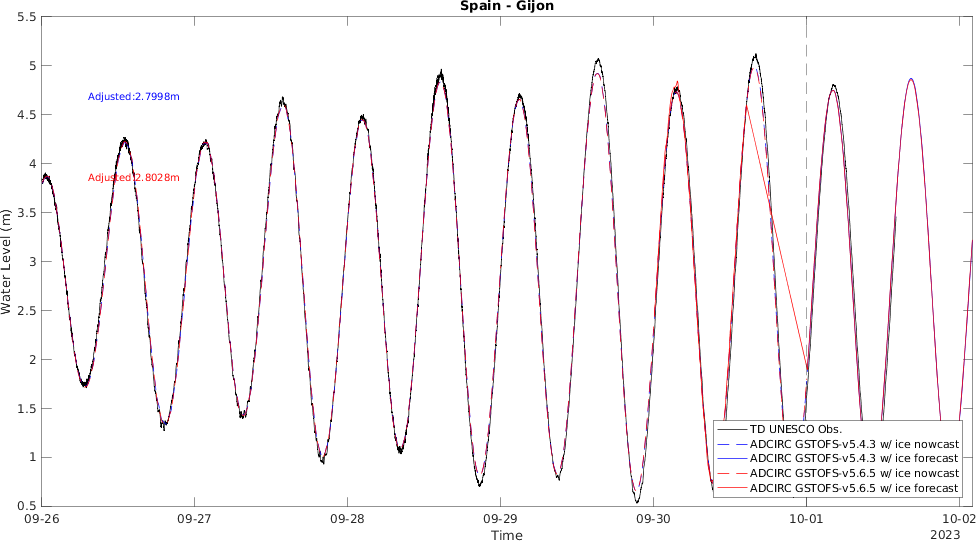 Spain - Gijon
5.5
5
4.5
4
3.5
3
2.5
2
1.5
1
0.5
Water Level (m)
Adjusted:2.7998m
Adjusted:2.8028m
TD UNESCO Obs.
ADCIRC GSTOFS-v5.4.3 w/ ice nowcast
ADCIRC GSTOFS-v5.4.3 w/ ice forecast
ADCIRC GSTOFS-v5.6.5 w/ ice nowcast
ADCIRC GSTOFS-v5.6.5 w/ ice forecast
09-26 09-27 09-28 09-29 09-30 10-01 10-02
Time
2023